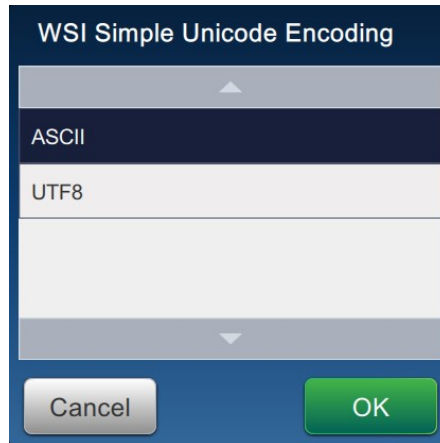 WSI Simple Unicode Encoding
ASCII
UTF8
Cancel
OK